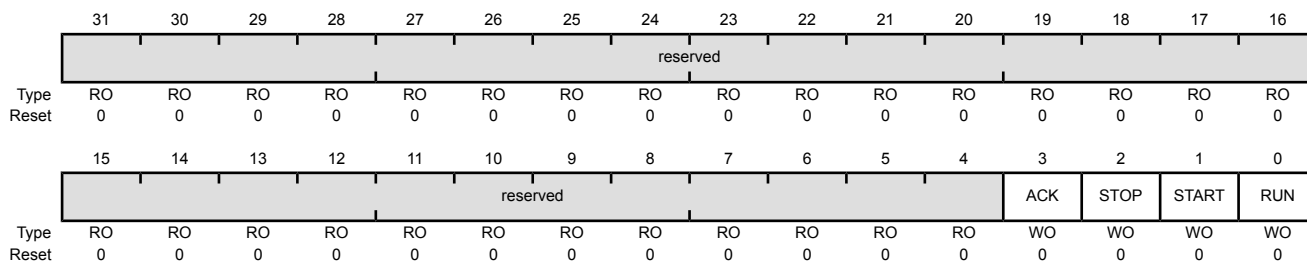 31 30 29 28 27 26 25 24 23 22 21 20 19 18 17 16
reserved
Type RO RO RO RO RO RO RO RO RO RO RO RO RO RO RO RO
Reset 0 0 0 0 0 0 0 0 0 0 0 0 0 0 0 0
15 14 13 12 11 10 9 8 7 6 5 4 3 2 1 0
reserved ACK STOP START RUN
Type RO RO RO RO RO RO RO RO RO RO RO RO WO WO WO WO
Reset 0 0 0 0 0 0 0 0 0 0 0 0 0 0 0 0